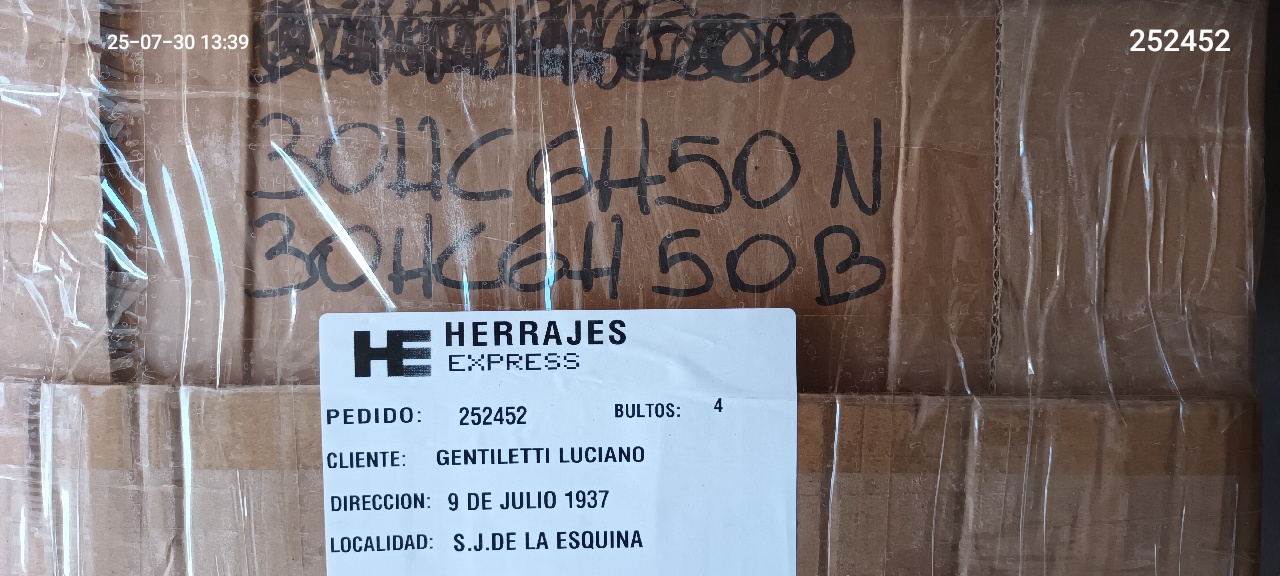 25-07-30 13:39
252452
30HC6H50 N
30HC6H50B
HE HERRAJES
EXPRESS
PEDIDO: 252452 BULTOS: 4
CLIENTE: GENTILETTI LUCIANO
DIRECCION: 9 DE JULIO 1937
LOCALIDAD: S.J.DE LA ESQUINA